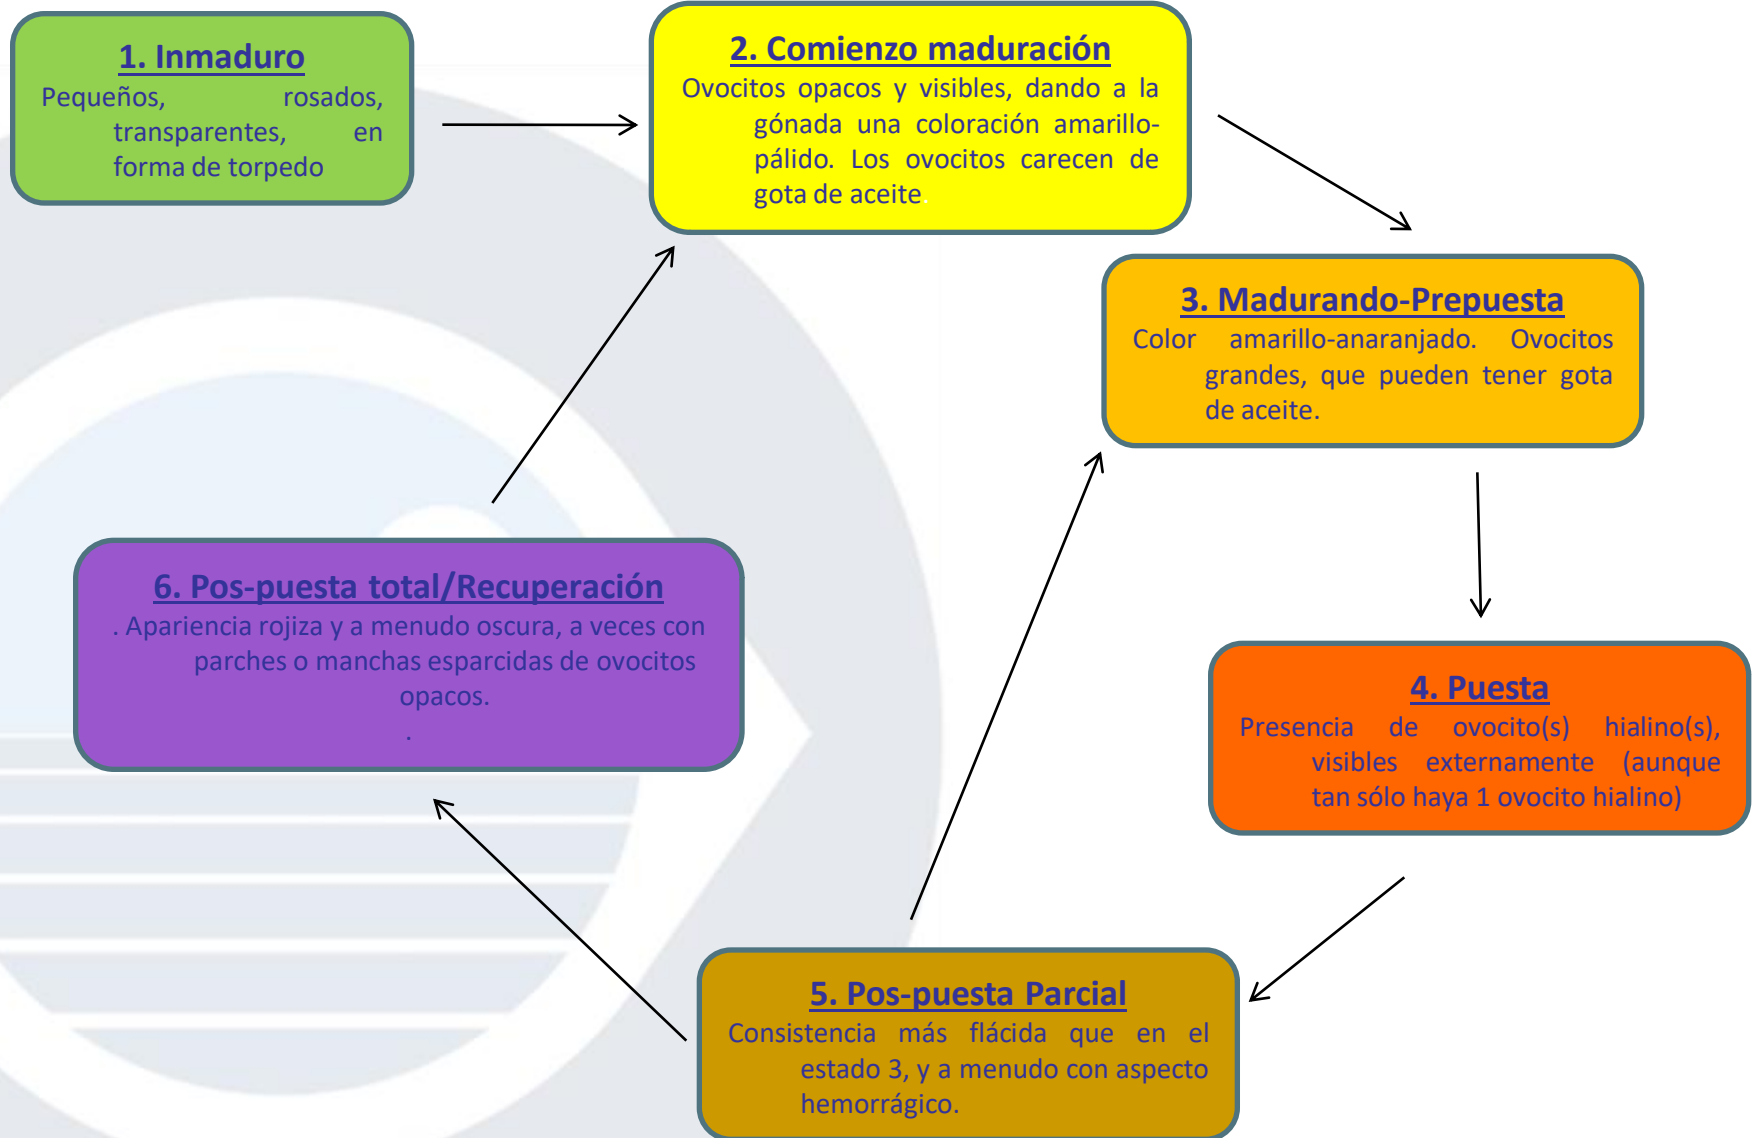 1. Inmaduro
Pequeños, rosados,
transparentes, en
forma de torpedo
2. Comienzo maduración
Ovocitos opacos y visibles, dando a la
gónada una coloración amarillo-
pálido. Los ovocitos carecen de
gota de aceite.
3. Madurando-Prepuesta
Color amarillo-anaranjado. Ovocitos
grandes, que pueden tener gota
de aceite.
4. Puesta
Presencia de ovocito(s) hialino(s),
visibles externamente (aunque
tan sólo haya 1 ovocito hialino)
5. Pos-puesta Parcial
Consistencia más flácida que en el
estado 3, y a menudo con aspecto
hemorrágico.
6. Pos-puesta total/Recuperación
. Apariencia rojiza y a menudo oscura, a veces con
parches o manchas esparcidas de ovocitos
opacos.
.